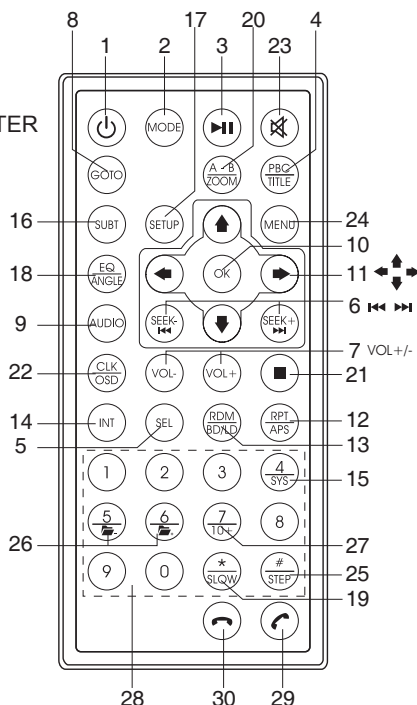 8 17 20 4
1 2 3 23
TER
MODE
GOTO A - B ZOOM PBC TITLE
16 SUBT SETUP MENU 24
10
18 EQ ANGLE OK 11
6
9 AUDIO SEEK- SEEK+
7 VOL+/-
22 CLK OSD VOL- VOL+ 21
14 INT SEL RDM BD/LD RPT APS 12
5 13
1 2 3 4 SYS 15
26 5 - 6 7 10+ 8 27
9 0 * SLOW # STEP 25
19
28 30 29